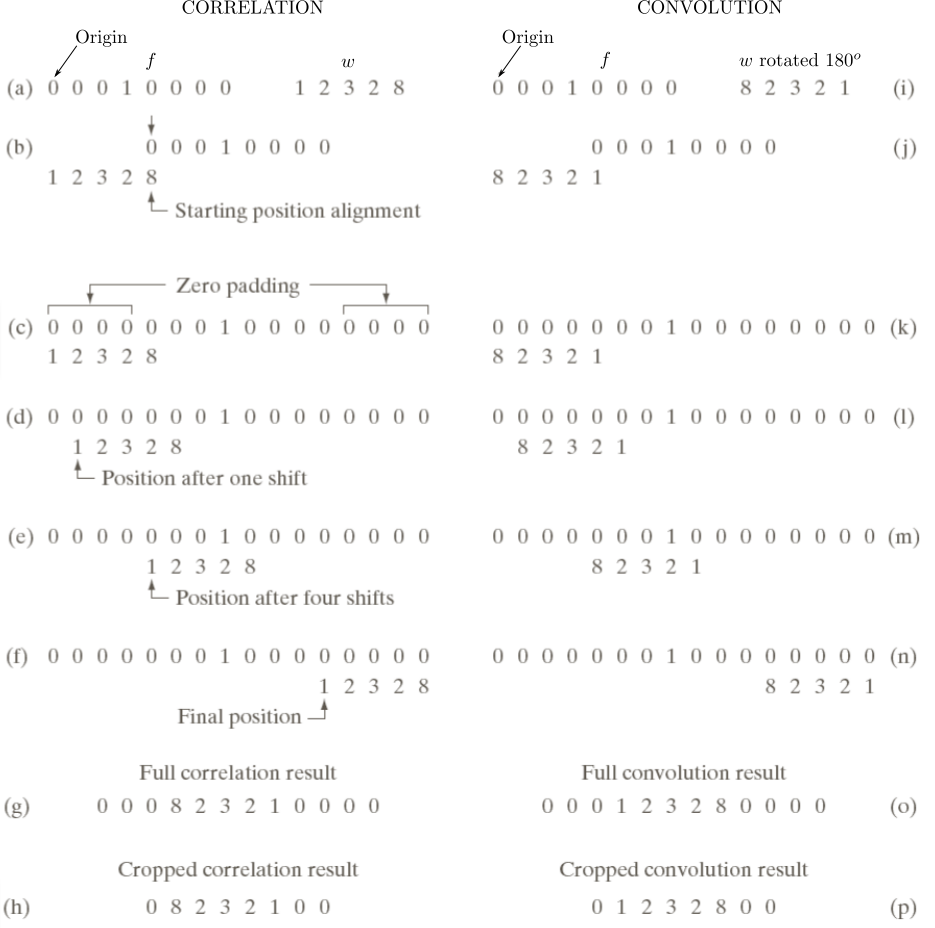 CORRELATION CONVOLUTION
Origin Origin
f w f w rotated 180º
(a) 0 0 0 1 0 0 0 0 1 2 3 2 8 0 0 0 1 0 0 0 0 8 2 3 2 1 (i)
(b) 0 0 0 1 0 0 0 0 0 0 0 1 0 0 0 0 (j)
1 2 3 2 8 8 2 3 2 1
Starting position alignment
Zero padding
(c) 0 0 0 0 0 0 0 1 0 0 0 0 0 0 0 0 0 0 0 0 0 0 0 1 0 0 0 0 0 0 0 0 (k)
1 2 3 2 8 8 2 3 2 1
(d) 0 0 0 0 0 0 0 1 0 0 0 0 0 0 0 0 0 0 0 0 0 0 0 1 0 0 0 0 0 0 0 0 (l)
1 2 3 2 8 8 2 3 2 1
Position after one shift
(e) 0 0 0 0 0 0 0 1 0 0 0 0 0 0 0 0 0 0 0 0 0 0 0 1 0 0 0 0 0 0 0 0 (m)
1 2 3 2 8 8 2 3 2 1
Position after four shifts
(f) 0 0 0 0 0 0 0 1 0 0 0 0 0 0 0 0 0 0 0 0 0 0 0 1 0 0 0 0 0 0 0 0 (n)
1 2 3 2 8 8 2 3 2 1
Final position
Full correlation result Full convolution result
(g) 0 0 0 8 2 3 2 1 0 0 0 0 0 0 0 1 2 3 2 8 0 0 0 0 (o)
Cropped correlation result Cropped convolution result
(h) 0 8 2 3 2 1 0 0 0 1 2 3 2 8 0 0 (p)